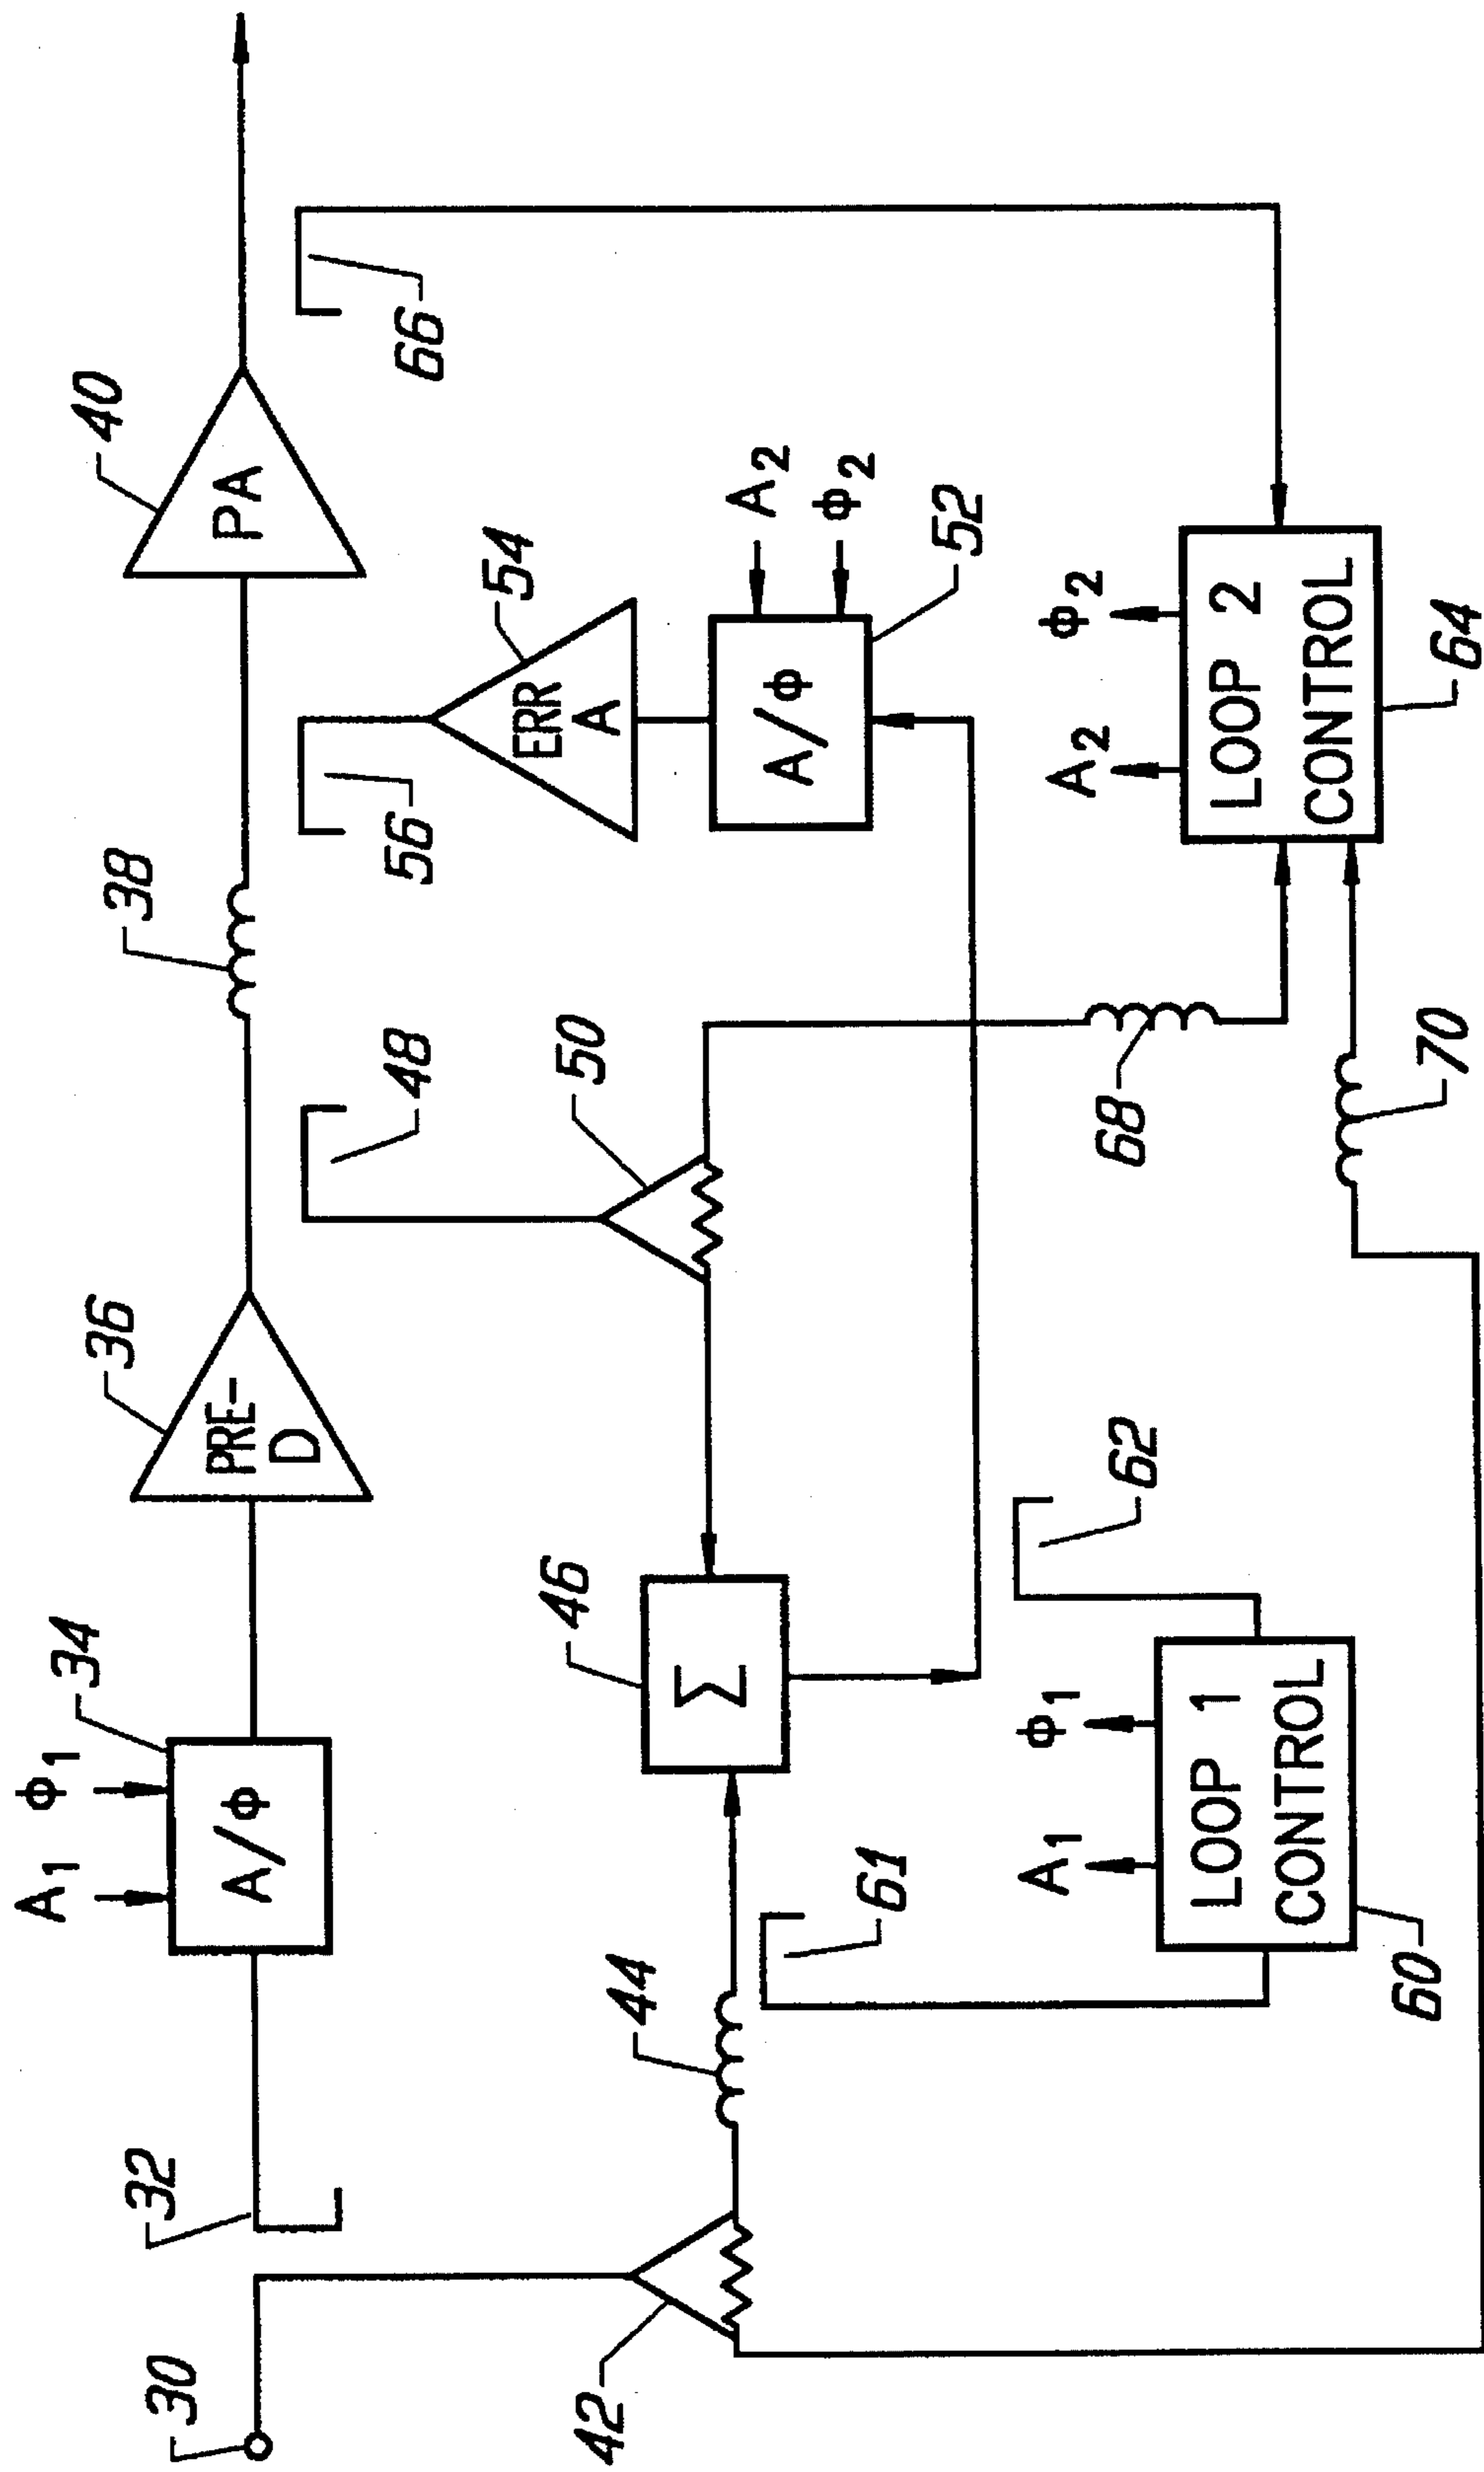 30
32
A1 Φ1
34
A/Φ
36
PRE-
D
38
40
PA
42
44
46
Σ
48
50
56
54
ERR
A
66
A2
Φ2
A/Φ
52
61
62
A1 Φ1
LOOP 1
CONTROL
60
68
70
A2 Φ2
LOOP 2
CONTROL
64